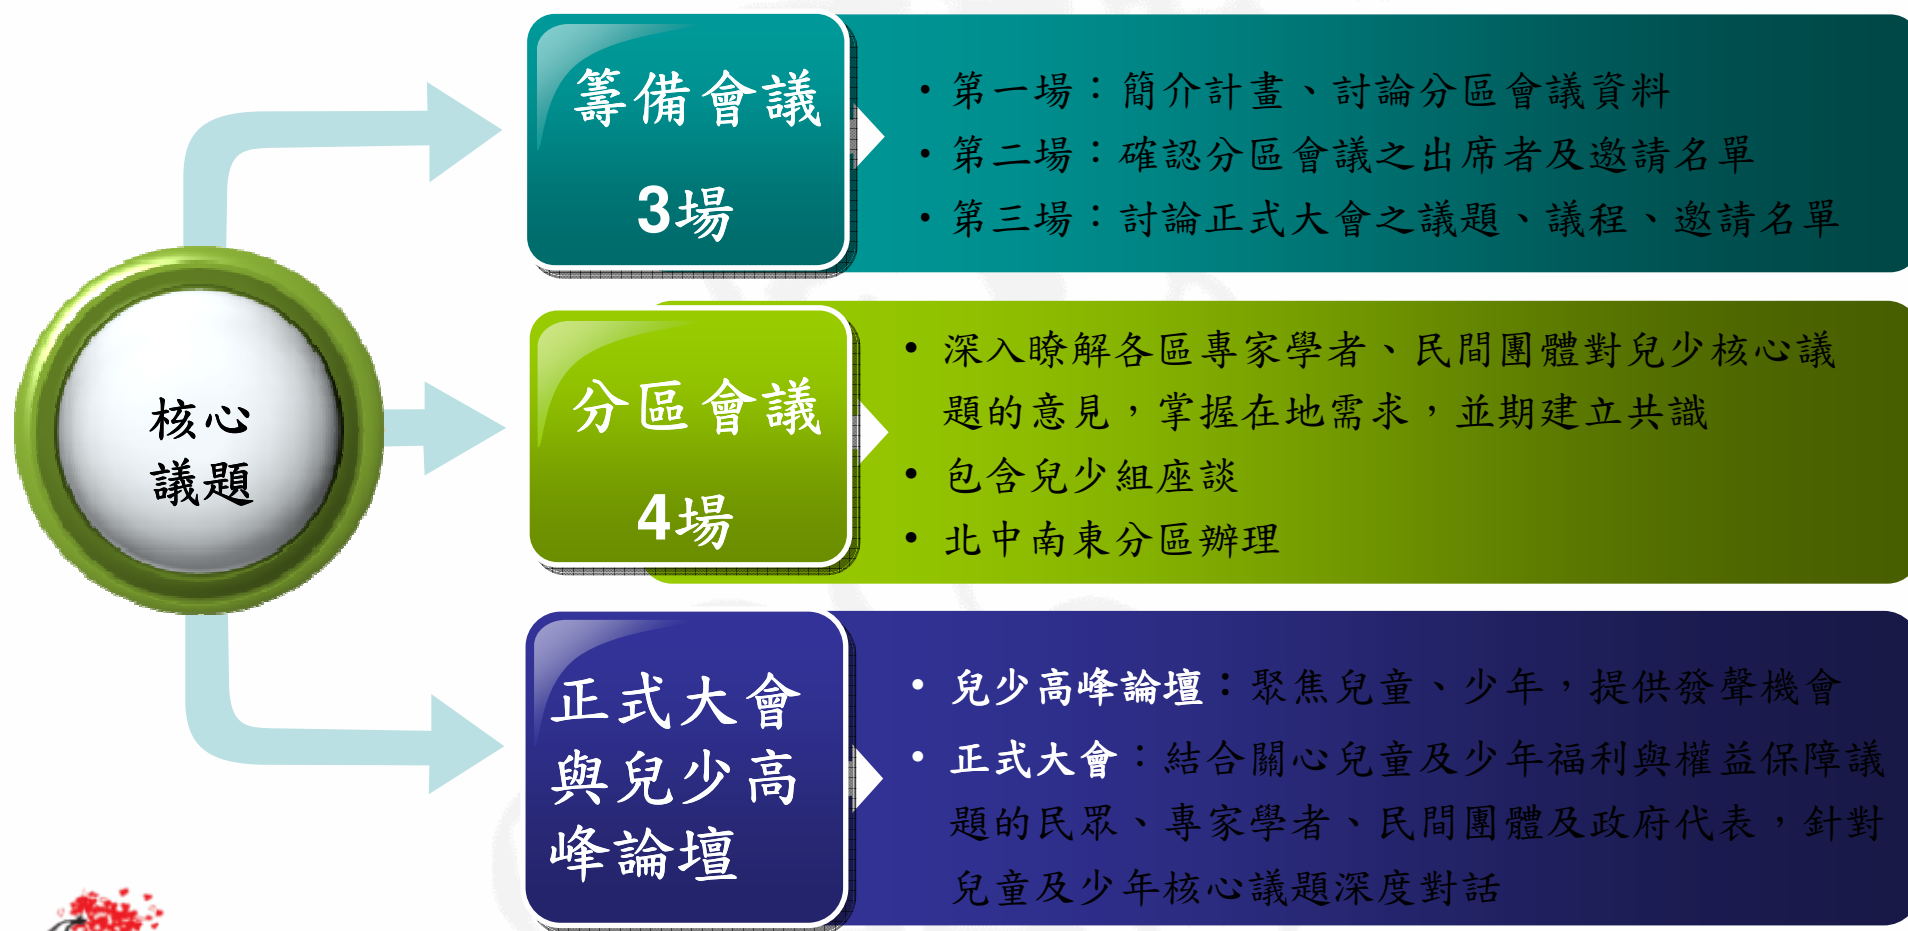 核心
議題
籌備會議
3場
• 第一場：簡介計畫、討論分區會議資料
• 第二場：確認分區會議之出席者及邀請名單
• 第三場：討論正式大會之議題、議程、邀請名單
分區會議
4場
• 深入瞭解各區專家學者、民間團體對兒少核心議
題的意見，掌握在地需求，並期建立共識
• 包含兒少組座談
• 北中南東分區辦理
正式大會
與兒少高
峰論壇
• 兒少高峰論壇：聚焦兒童、少年，提供發聲機會
• 正式大會：結合關心兒童及少年福利與權益保障議
題的民眾、專家學者、民間團體及政府代表，針對
兒童及少年核心議題深度對話